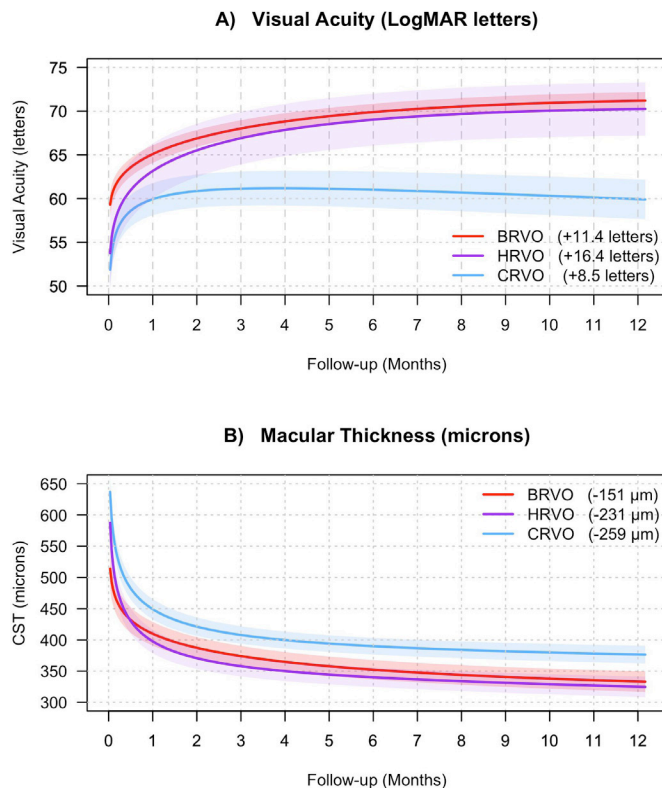 A) Visual Acuity (LogMAR letters)
Visual Acuity (letters)
75
70
65
60
55
50
BRVO (+11.4 letters)
HRVO (+16.4 letters)
CRVO (+8.5 letters)
0 1 2 3 4 5 6 7 8 9 10 11 12
Follow-up (Months)
B) Macular Thickness (microns)
CST (microns)
650
600
550
500
450
400
350
300
BRVO (-151 µm)
HRVO (-231 µm)
CRVO (-259 µm)
0 1 2 3 4 5 6 7 8 9 10 11 12
Follow-up (Months)